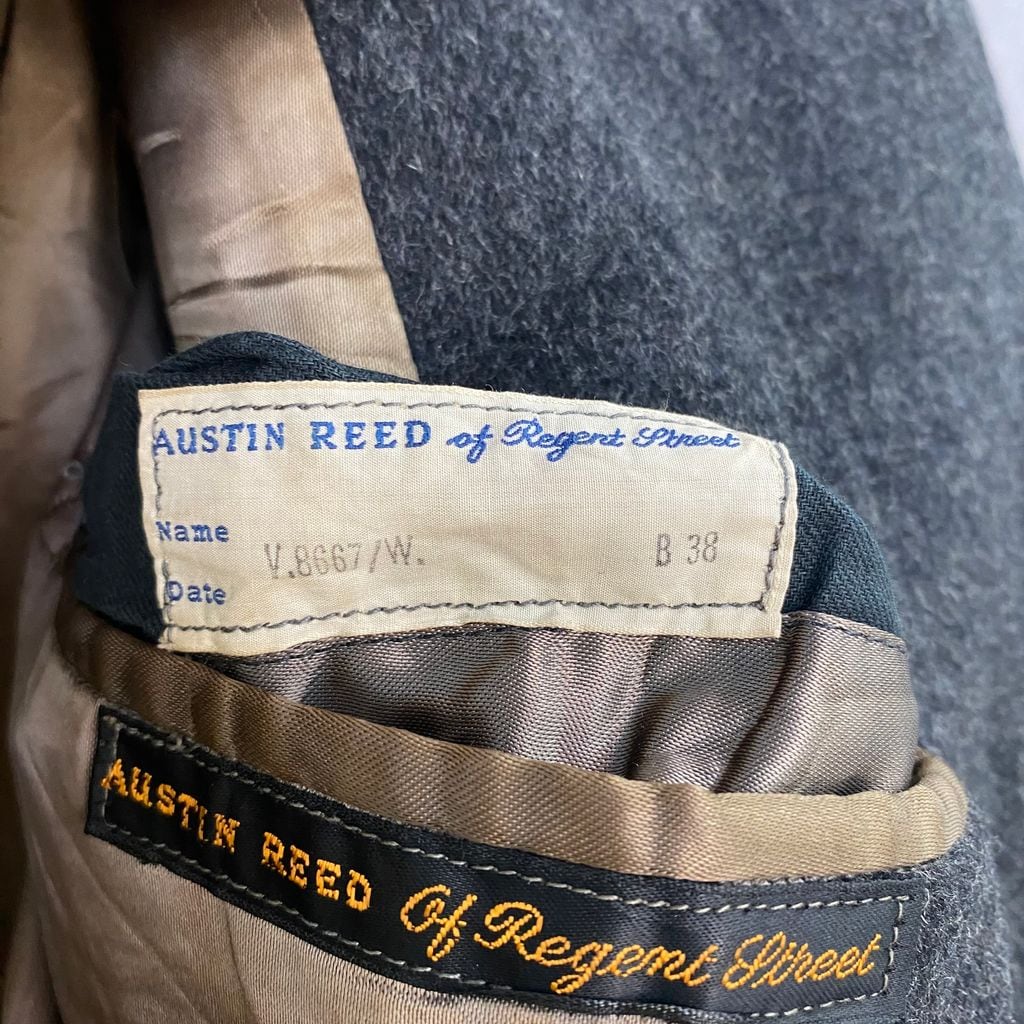 AUSTIN REED of Regent Street
Name
V.8667/W. B 38
Date
AUSTIN REED Of Regent Street